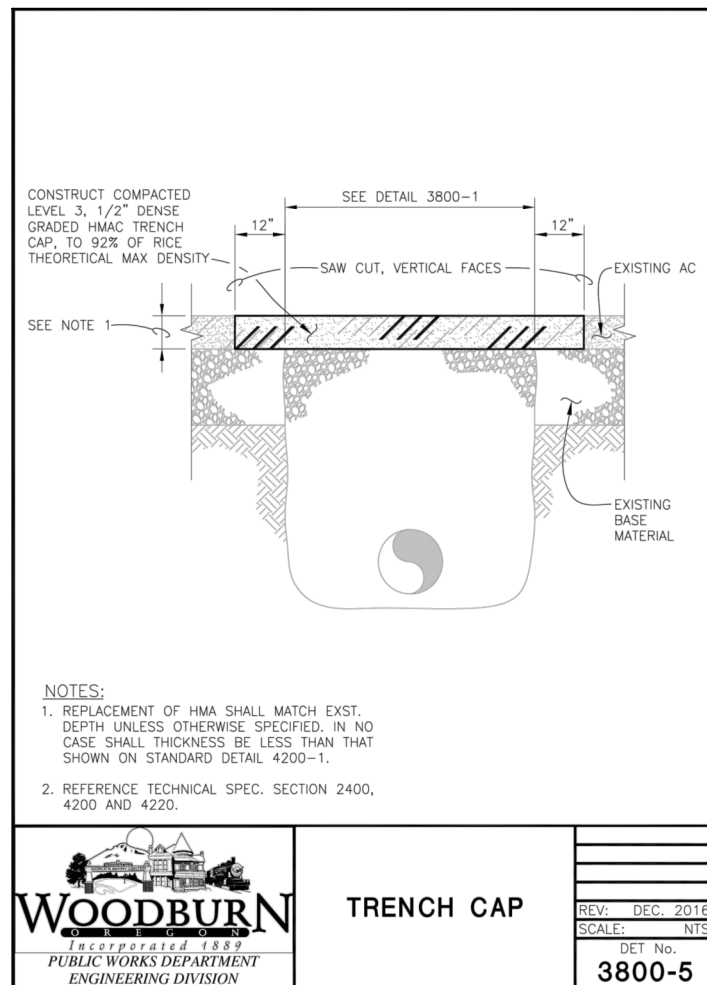 CONSTRUCT COMPACTED
LEVEL 3, 1/2" DENSE
GRADED HMAC TRENCH
CAP, TO 92% OF RICE
THEORETICAL MAX DENSITY
SEE DETAIL 3800-1
12"
12"
SAW CUT, VERTICAL FACES
EXISTING AC
SEE NOTE 1
EXISTING
BASE
MATERIAL
NOTES:
1. REPLACEMENT OF HMA SHALL MATCH EXST.
DEPTH UNLESS OTHERWISE SPECIFIED. IN NO
CASE SHALL THICKNESS BE LESS THAN THAT
SHOWN ON STANDARD DETAIL 4200-1.
2. REFERENCE TECHNICAL SPEC. SECTION 2400,
4200 AND 4220.
WOODBURN
OREGON
Incorporated 1889
PUBLIC WORKS DEPARTMENT
ENGINEERING DIVISION
TRENCH CAP
REV: DEC. 2016
SCALE: NTS
DET No.
3800-5